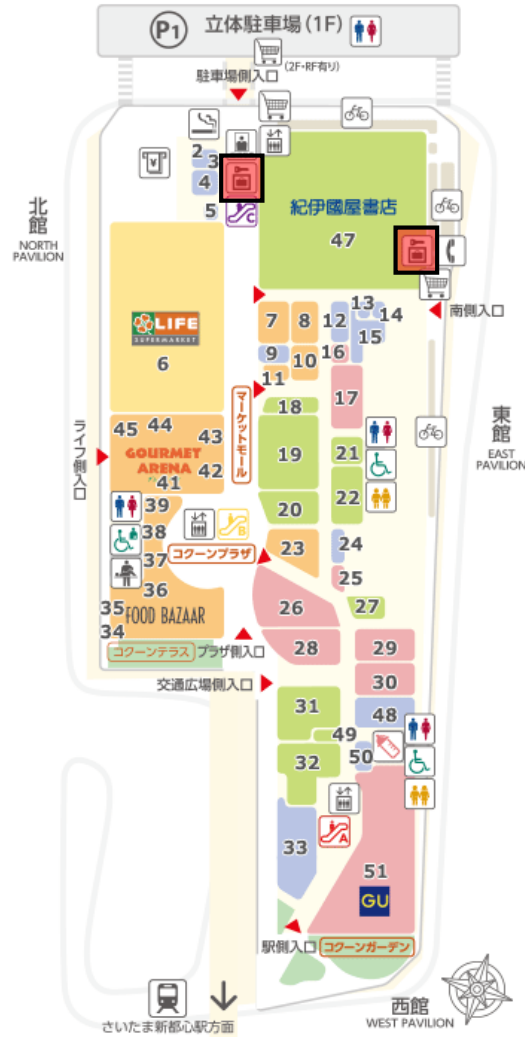 P1 立体駐車場(1F)
(2F・RF有り)
駐車場側入口
2
3
4
5
C
北館
NORTH
PAVILION
紀伊國屋書店
47
南側入口
LIFE
SUPERMARKET
6
7
8
9
10
11
12
13
14
15
16
17
マーケットモール
18
19
20
21
22
23
24
25
東館
EAST
PAVILION
ライフ側入口
45
44
43
GOURMET
ARENA
42
41
39
38
37
36
35
34
FOOD BAZAAR
B
コクーンプラザ
26
27
28
29
30
コクーンテラス
プラザ側入口
交通広場側入口
31
48
49
50
32
A
33
51
GU
駅側入口
コクーンガーデン
西館
WEST PAVILION
さいたま新都心駅方面